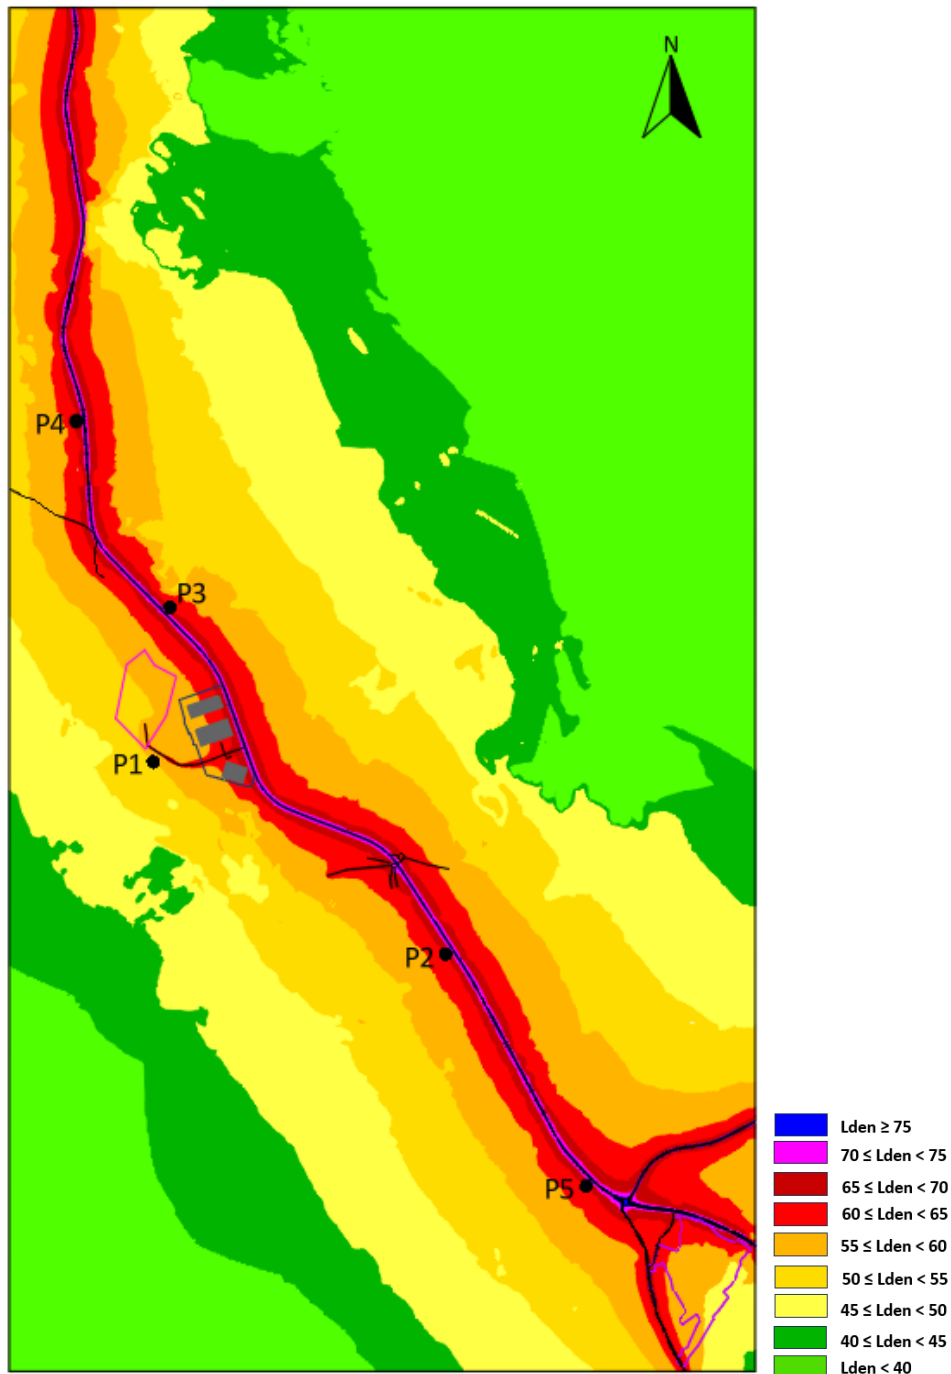 N
P4
P3
P1
P2
P5
Lden ≥ 75
70 ≤ Lden < 75
65 ≤ Lden < 70
60 ≤ Lden < 65
55 ≤ Lden < 60
50 ≤ Lden < 55
45 ≤ Lden < 50
40 ≤ Lden < 45
Lden < 40